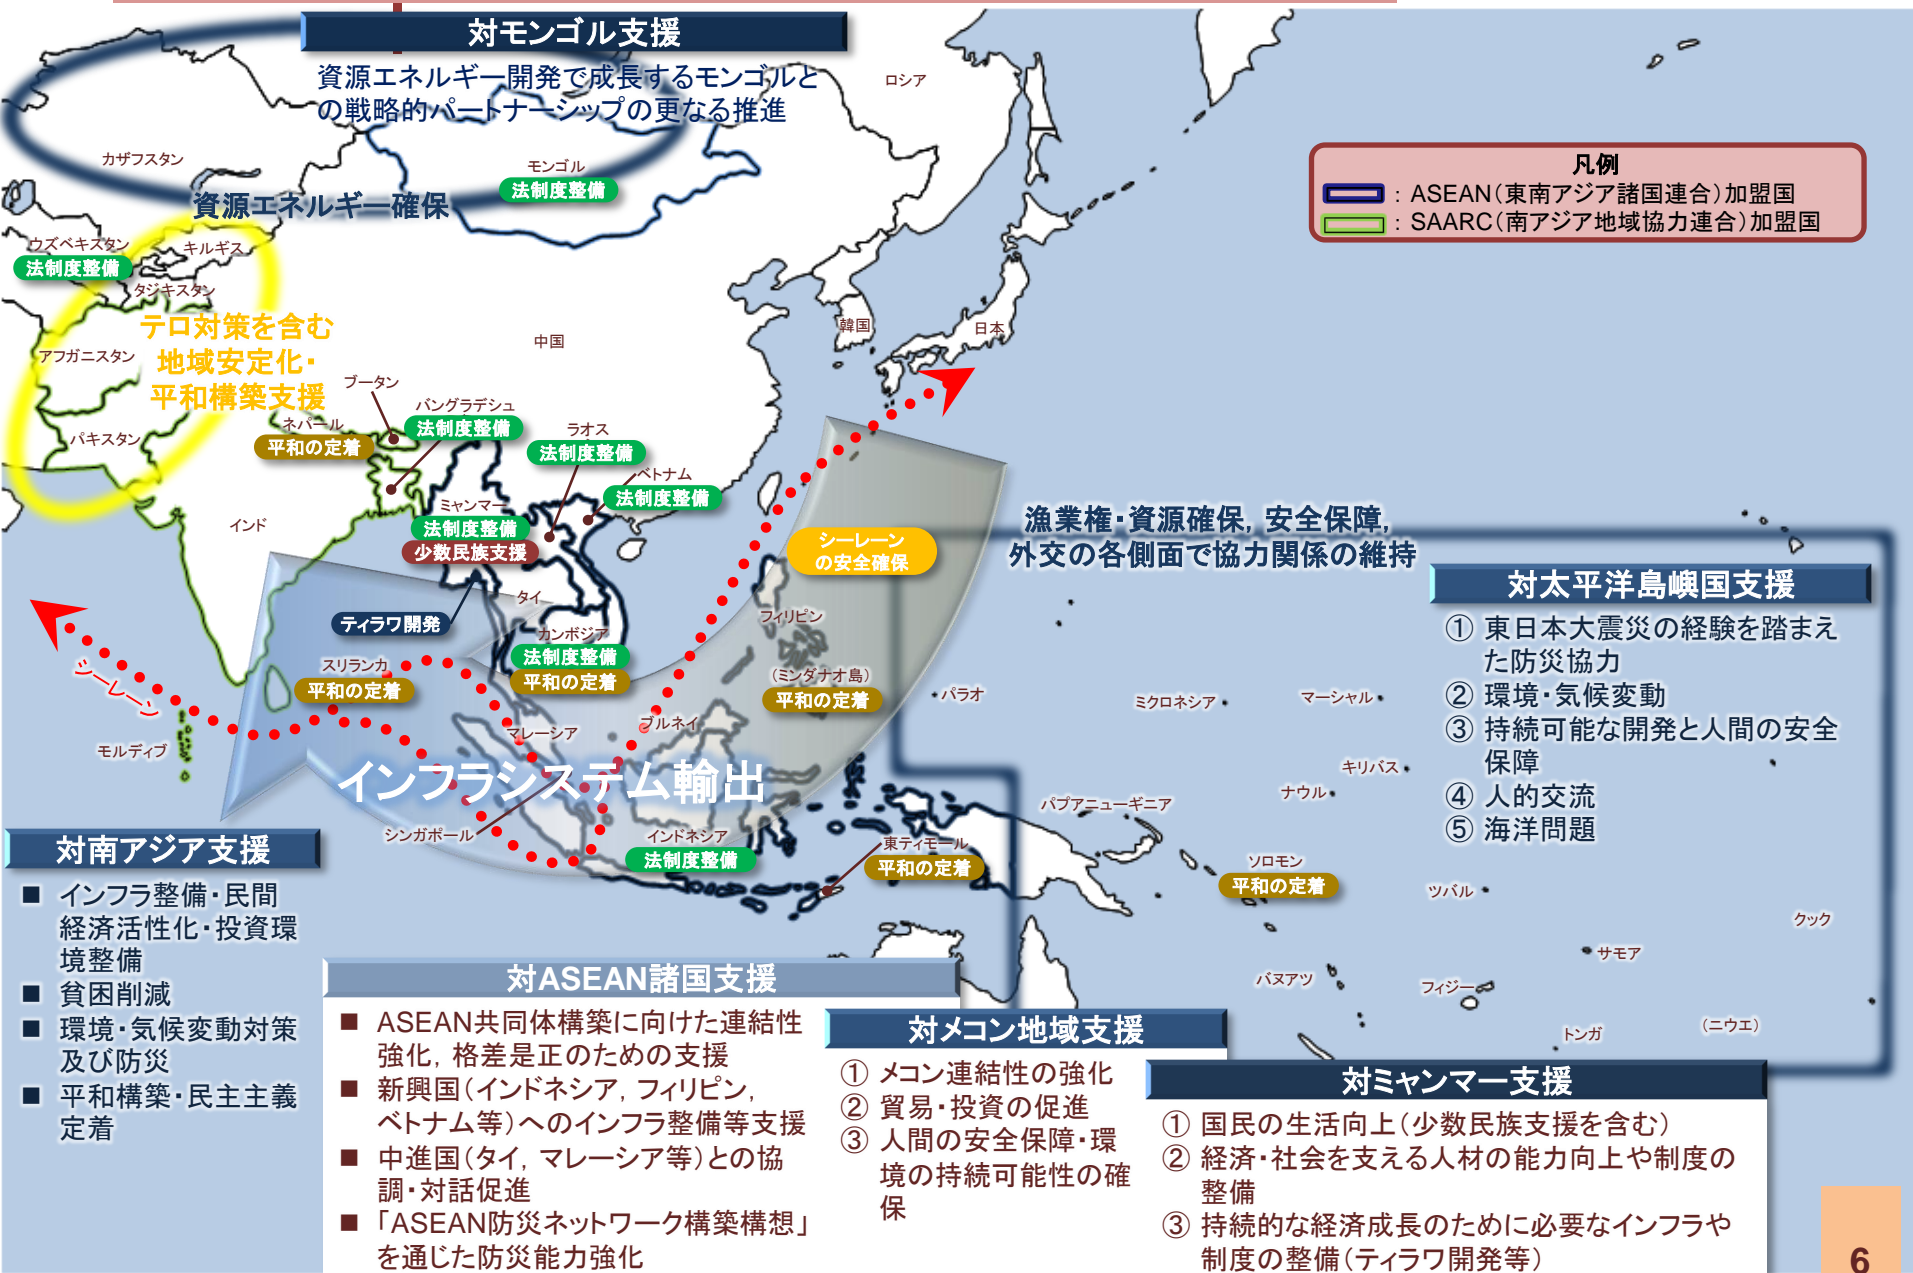 対モンゴル支援
資源エネルギー開発で成長するモンゴルと
の戦略的パートナーシップの更なる推進
ロシア
カザフスタン
モンゴル
法制度整備
資源エネルギー確保
凡例
：ASEAN（東南アジア諸国連合）加盟国
：SAARC（南アジア地域協力連合）加盟国
ウズベキスタン
法制度整備
キルギス
タジキスタン
テロ対策を含む
地域安定化・
平和構築支援
アフガニスタン
パキスタン
中国
韓国
日本
ブータン
ネパール
平和の定着
バングラデシュ
法制度整備
ラオス
法制度整備
ベトナム
法制度整備
ミャンマー
法制度整備
少数民族支援
インド
シーレーン
の安全確保
漁業権・資源確保，安全保障，
外交の各側面で協力関係の維持
タイ
ティラワ開発
カンボジア
法制度整備
平和の定着
フィリピン
（ミンダナオ島）
平和の定着
スリランカ
平和の定着
シーレーン
モルディブ
マレーシア
ブルネイ
パラオ
ミクロネシア
マーシャル
キリバス
ナウル
パプアニューギニア
インフラシステム輸出
シンガポール
インドネシア
法制度整備
東ティモール
平和の定着
ソロモン
平和の定着
ツバル
クック
サモア
バヌアツ
フィジー
トンガ
（ニウエ）
対太平洋島嶼国支援
① 東日本大震災の経験を踏まえ
た防災協力
② 環境・気候変動
③ 持続可能な開発と人間の安全
保障
④ 人的交流
⑤ 海洋問題
対南アジア支援
■ インフラ整備・民間
経済活性化・投資環
境整備
■ 貧困削減
■ 環境・気候変動対策
及び防災
■ 平和構築・民主主義
定着
対ASEAN諸国支援
■ ASEAN共同体構築に向けた連結性
強化，格差是正のための支援
■ 新興国（インドネシア，フィリピン，
ベトナム等）へのインフラ整備等支援
■ 中進国（タイ，マレーシア等）との協
調・対話促進
■ 「ASEAN防災ネットワーク構築構想」
を通じた防災能力強化
対メコン地域支援
① メコン連結性の強化
② 貿易・投資の促進
③ 人間の安全保障・環
境の持続可能性の確
保
対ミャンマー支援
① 国民の生活向上（少数民族支援を含む）
② 経済・社会を支える人材の能力向上や制度の
整備
③ 持続的な経済成長のために必要なインフラや
制度の整備（ティラワ開発等）
6